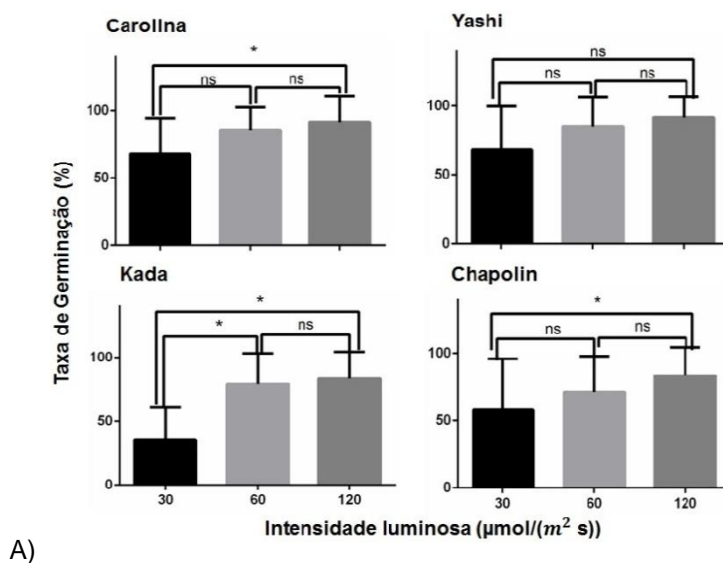 Carolina
Yashi
*
ns
ns
ns
ns
ns
100
50
0
100
50
0
Kada
Chapolin
*
*
ns
*
ns
ns
100
50
0
100
50
0
30
60
120
30
60
120
Taxa de Germinação (%)
Intensidade luminosa (µmol/(m² s))
A)